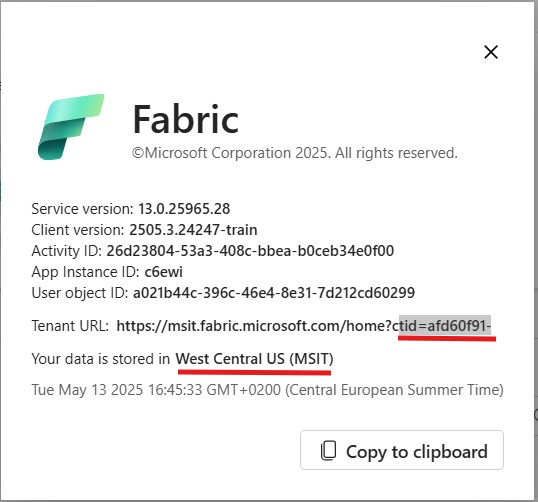 Fabric
©Microsoft Corporation 2025. All rights reserved.
Service version: 13.0.25965.28
Client version: 2505.3.24247-train
Activity ID: 26d23804-53a3-408c-bbea-b0ceb34e0f00
App Instance ID: c6ewi
User object ID: a021b44c-396c-46e4-8e31-7d212cd60299
Tenant URL: https://msit.fabric.microsoft.com/home?ctid=afd60f91-
Your data is stored in West Central US (MSIT)
Tue May 13 2025 16:45:33 GMT+0200 (Central European Summer Time)
Copy to clipboard